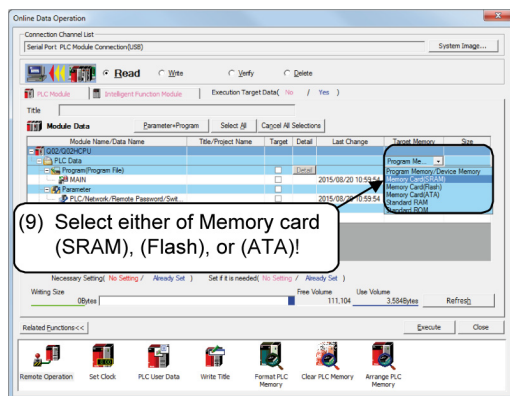 Online Data Operation
Connection Channel List
Serial Port PLC Module Connection(USB)
System Image...
Read Write Verify Delete
PLC Module Intelligent Function Module Execution Target Data( No / Yes )
Title
Module Data Parameter+Program Select All Cancel All Selections
Module Name/Data Name Title/Project Name Target Detail Last Change Target Memory Size
Q02/Q02HCPU
PLC Data Program Me...
Program(Program File) Detail Program Memory/Device Memory
MAIN 2015/08/20 10:59:54 Memory Card(SRAM)
Parameter Memory Card(Flash)
PLC/Network/Remote Password/Swit... 2015/08/20 10:59:54 Memory Card(ATA)
Standard RAM
Standard ROM
(9) Select either of Memory card
(SRAM), (Flash), or (ATA)!
Necessary Setting( No Setting / Already Set ) Set if it is needed( No Setting / Already Set )
Writing Size Free Volume Use Volume
0Bytes 111,104 3,584Bytes Refresh
Related Functions<< Execute Close
Remote Operation Set Clock PLC User Data Write Title Format PLC Memory Clear PLC Memory Arrange PLC Memory